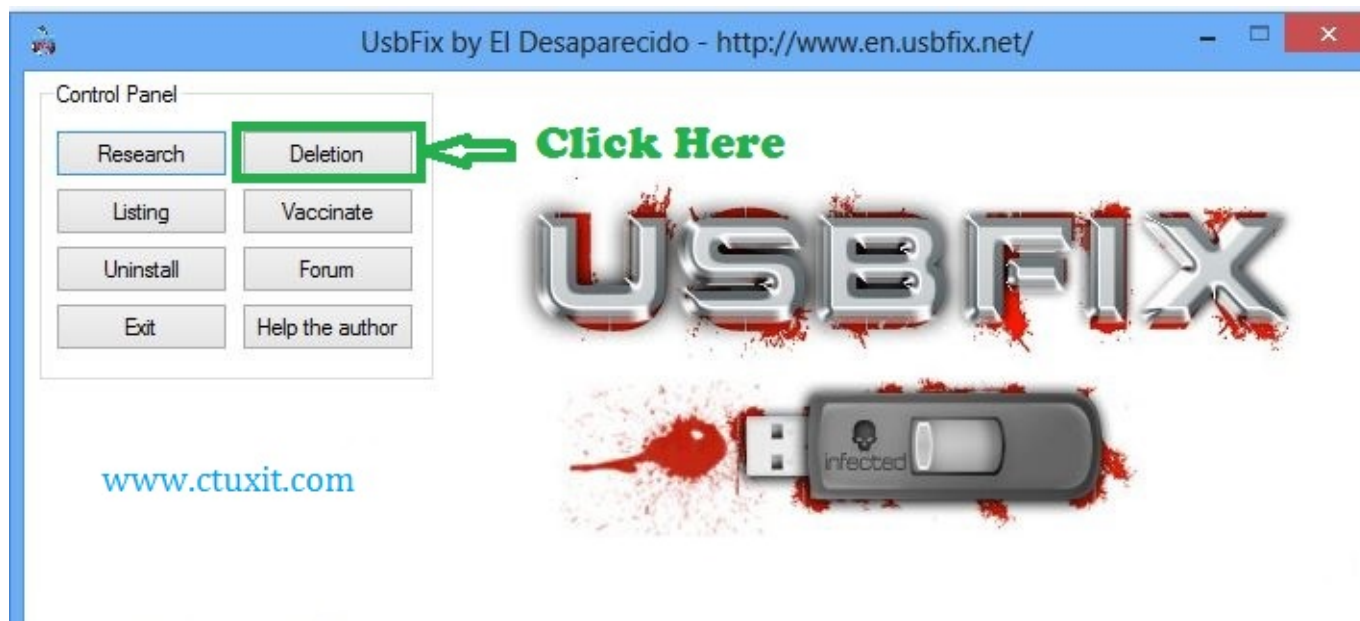 UsbFix by El Desaparecido - http://www.en.usbfix.net/
Control Panel
Research Deletion
Click Here
Listing Vaccinate
Uninstall Forum
Exit Help the author
USBFIX
infected
www.ctuxit.com